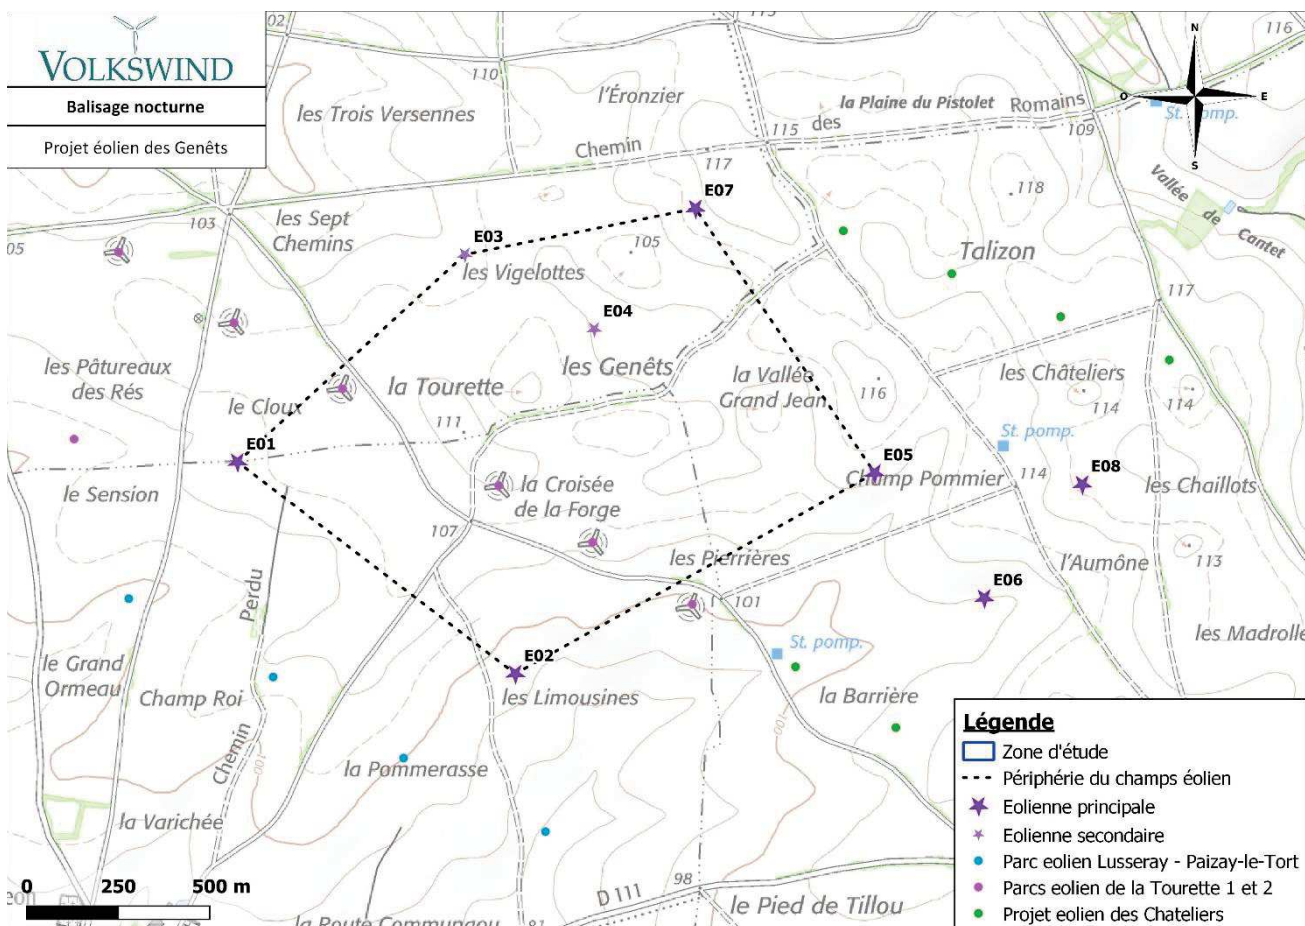 VOLKSWIND
Balisage nocturne
Projet éolien des Genêts
02
110
les Trois Versennes
l'Éronzier
la Plaine du Pistolet
Romains
des
115
109
116
N
O
E
S
St. pomp.
Chemin
117
118
Vallée de Cantet
103
les Sept
Chemins
E07
E03
105
les Vigelottes
Talizon
05
117
E04
les Genêts
les Pâtureaux
des Rés
la Tourette
la Vallée
Grand Jean
116
les Châteliers
114
114
le Cloux
111
E01
St. pomp.
E05
Champ Pommier
114
E08
le Sension
la Croisée
de la Forge
les Chaillots
107
les Pierrières
113
l'Aumône
Perdu
E06
101
les Madrolle
E02
St. pomp.
le Grand
Ormeau
Champ Roi
les Limousines
la Barrière
100
100
Chemin
la Pommerasse
la Varichée
Légende
Zone d'étude
Périphérie du champs éolien
Eolienne principale
Eolienne secondaire
Parc eolien Lusseray - Paizay-le-Tort
Parcs eolien de la Tourette 1 et 2
Projet eolien des Chateliers
0
250
500 m
D 111
98
le Pied de Tillou
81